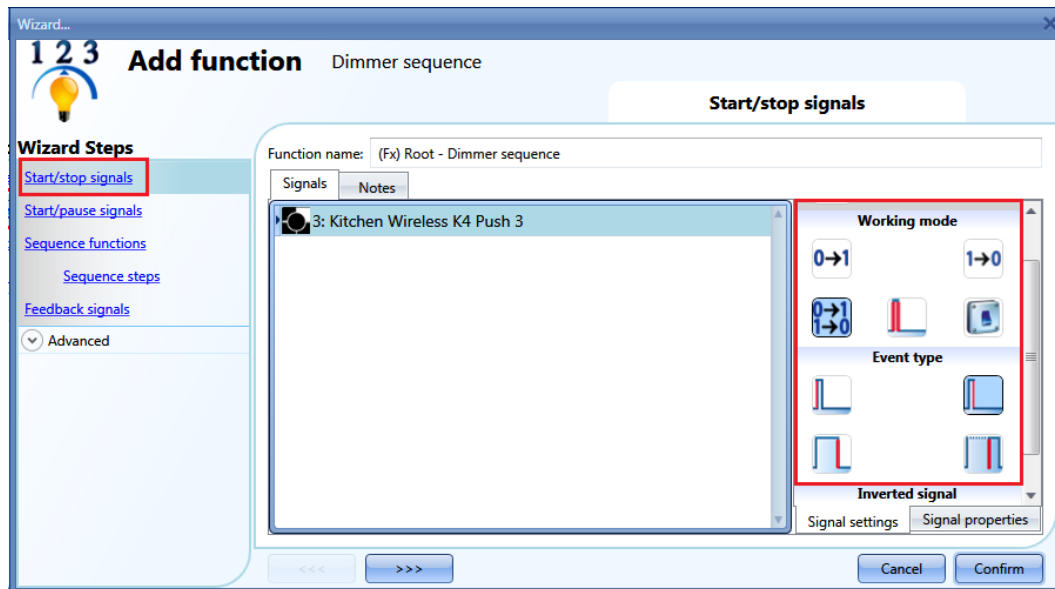 Wizard...
1 2 3
Add function Dimmer sequence
Start/stop signals
Wizard Steps
Start/stop signals
Start/pause signals
Sequence functions
Sequence steps
Feedback signals
Advanced
Function name: (Fx) Root - Dimmer sequence
Signals Notes
3: Kitchen Wireless K4 Push 3
Working mode
0→1 1→0
0→1
1→0
Event type
Inverted signal
Signal settings Signal properties
<<< >>> Cancel Confirm